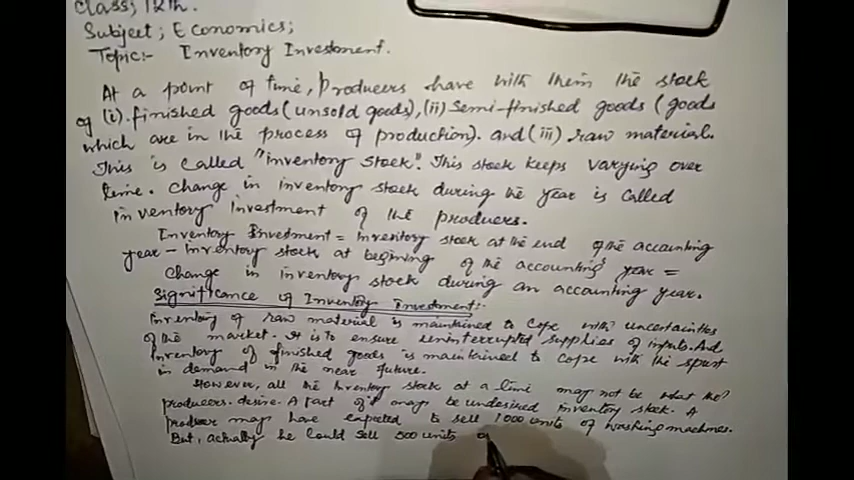 Class; 12th.
Subject; Economics;
Topic:- Inventory Investment.
At a point of time, producers have with them the stock
of (i). finished goods (unsold goods), (ii) Semi-finished goods (goods
which are in the process of production). and (iii) raw material.
This is called "inventory stock". This stock keeps varying over
time. Change in inventory stock during the year is called
inventory investment of the producers.
Inventory Investment = inventory stock at the end of the accounting
year - inventory stock at begining of the accounting year =
Change in inventory stock during an accounting year.
Significance of Inventory Investment:-
Inventory of raw material is maintained to cope with uncertainties
of the market. It is to ensure uninterrupted supplies of inputs. And
inventory of finished goods is maintained to cope with the spurt
in demand in the near future.
However, all the inventory stock at a time may not be what the
producers. desire. A part of it may be undesired inventory stock. A
producer may have expected to sell 1000 units of washing machines.
But, actually he could sell 500 units